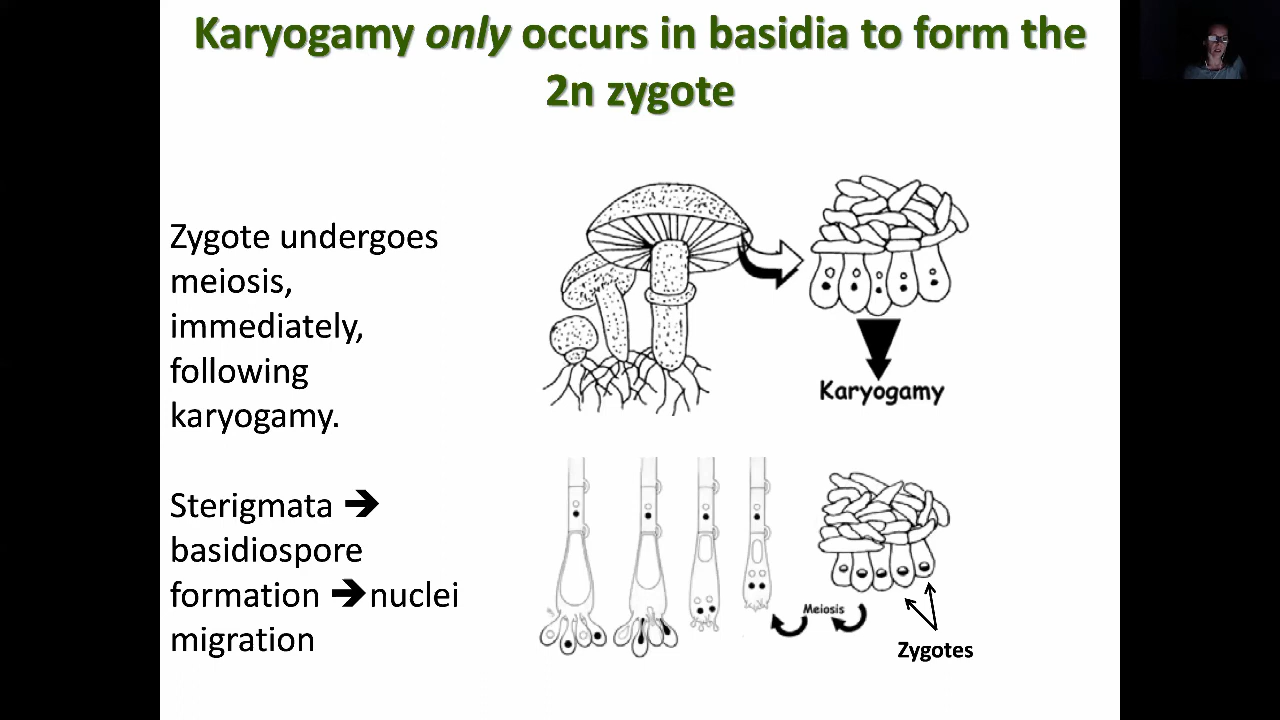 Karyogamy only occurs in basidia to form the
2n zygote
Zygote undergoes
meiosis,
immediately,
following
karyogamy.
Karyogamy
Sterigmata ➔
basidiospore
formation ➔nuclei
migration
Meiosis
Zygotes